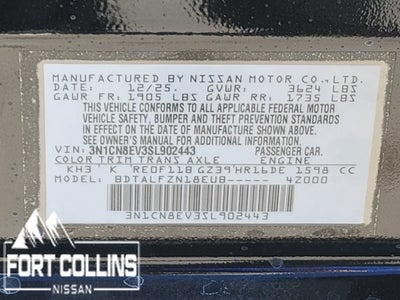 MANUFACTURED BY NISSAN MOTOR CO., LTD.
DATE: 12/25. GVWR: 3624 LBS
GAWR FR: 1905 LBS GAWR RR: 1735 LBS
THIS VEHICLE CONFORMS TO ALL APPLICABLE FEDERAL MOTOR
VEHICLE SAFETY, BUMPER AND THEFT PREVENTION STANDARDS
IN EFFECT ON THE DATE OF MANUFACTURE SHOWN ABOVE.
SEE OWNER'S MANUAL FOR ADDITIONAL INFORMATION
VIN: 3N1CN8EV3SL902443 PASSENGER CAR.
COLOR TRIM TRANS AXLE ENGINE
KH3 K RE0F11B GZ39 HR16DE 1598 CC
BDTALFZN18EUB----- 4Z000
3N1CN8EV3SL902443
FORT COLLINS
NISSAN